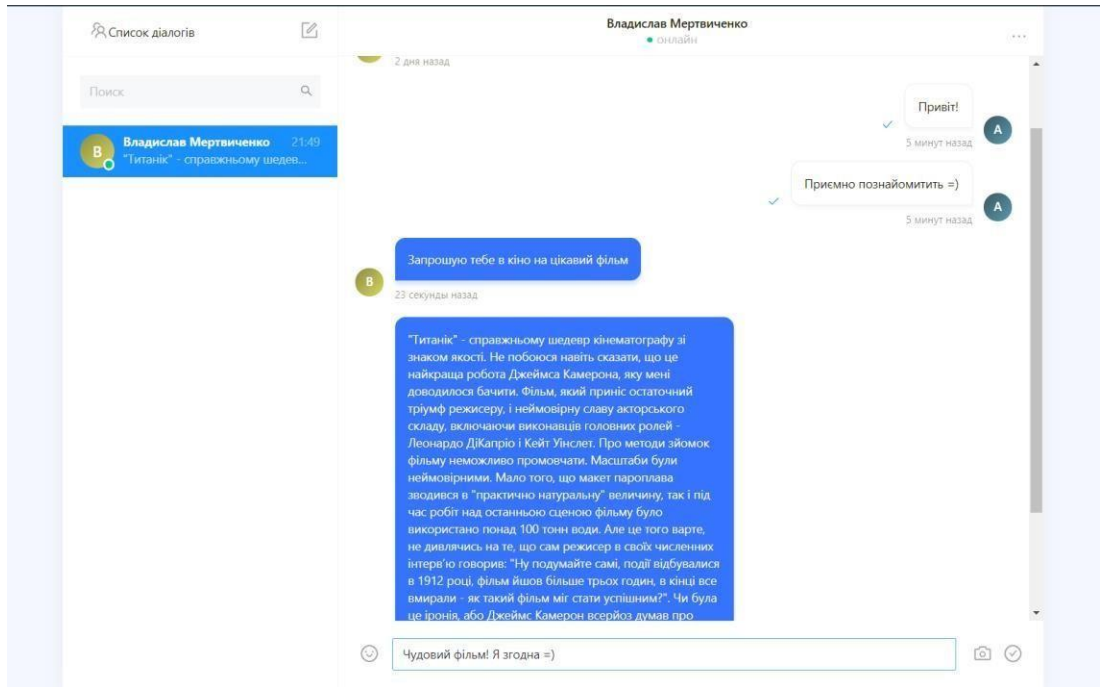 Список діалогів
Поиск
В
Владислав Мертвиченко 21:49
"Титанік" - справжньому шедев...
Владислав Мертвиченко
онлайн
...
2 дня назад
Привіт!
А
5 минут назад
Приємно познайомитить =)
А
5 минут назад
Запрошую тебе в кіно на цікавий фільм
В
23 секунды назад
"Титанік" - справжньому шедевр кінематографу зі
знаком якості. Не побоюся навіть сказати, що це
найкраща робота Джеймса Камерона, яку мені
доводилося бачити. Фільм, який приніс остаточний
тріумф режисеру, і неймовірну славу акторського
складу, включаючи виконавців головних ролей -
Леонардо ДіКапріо і Кейт Уінслет. Про методи зйомок
фільму неможливо промовчати. Масштаби були
неймовірними. Мало того, що макет пароплава
зводився в "практично натуральну" величину, так і під
час робіт над останньою сценою фільму було
використано понад 100 тонн води. Але це того варте,
не дивлячись на те, що сам режисер в своїх численних
інтерв'ю говорив: "Ну подумайте самі, події відбувалися
в 1912 році, фільм йшов більше трьох годин, в кінці все
вмирали - як такий фільм міг стати успішним?". Чи була
це іронія, або Джеймс Камерон всерйоз думав про
Чудовий фільм! Я згодна =)